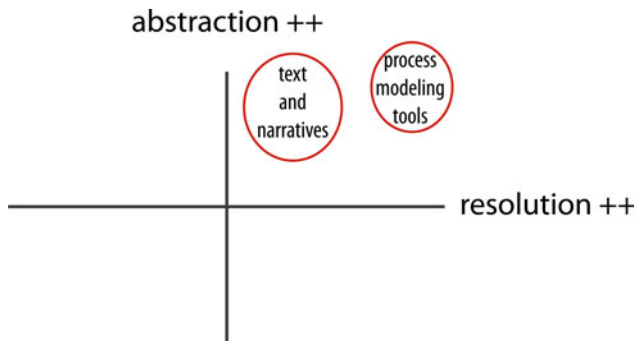 abstraction ++
text
and
narratives
process
modeling
tools
resolution ++